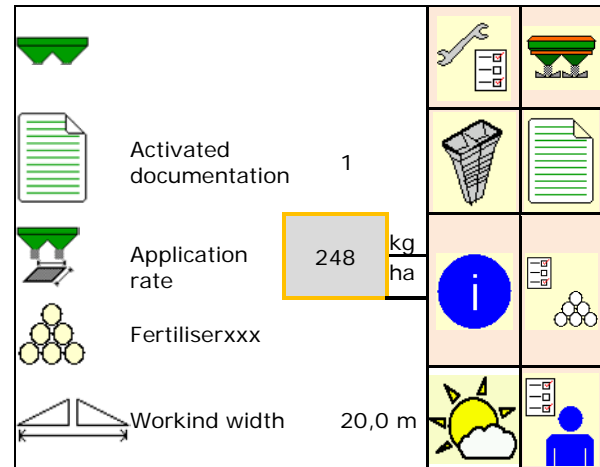 Activated
documentation 1
Application
rate
248
kg
ha
i
Fertiliserxxx
Workind width 20,0 m